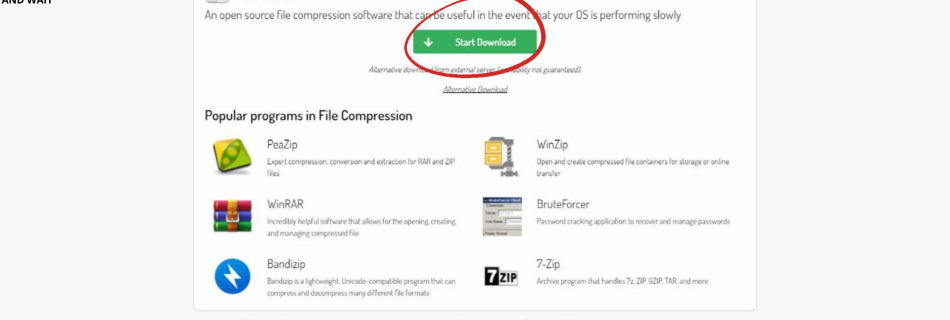 AND WAIT
An open source file compression software that can be useful in the event that your OS is performing slowly
Start Download
Alternative download from external server (availability not guaranteed):
Alternative Download
Popular programs in File Compression
PeaZip
Expert compression, conversion and extraction for RAR and ZIP
files
WinZip
Open and create compressed file containers for storage or online
transfer
WinRAR
Incredibly helpful software that allows for the opening, creating,
and managing compressed file
BruteForcer
Password cracking application to recover and manage passwords
Bandizip
Bandizip is a lightweight, Unicode-compatible program that can
compress and decompress many different file formats
7ZIP
7-Zip
Archive program that handles 7z, ZIP, GZIP, TAR, and more